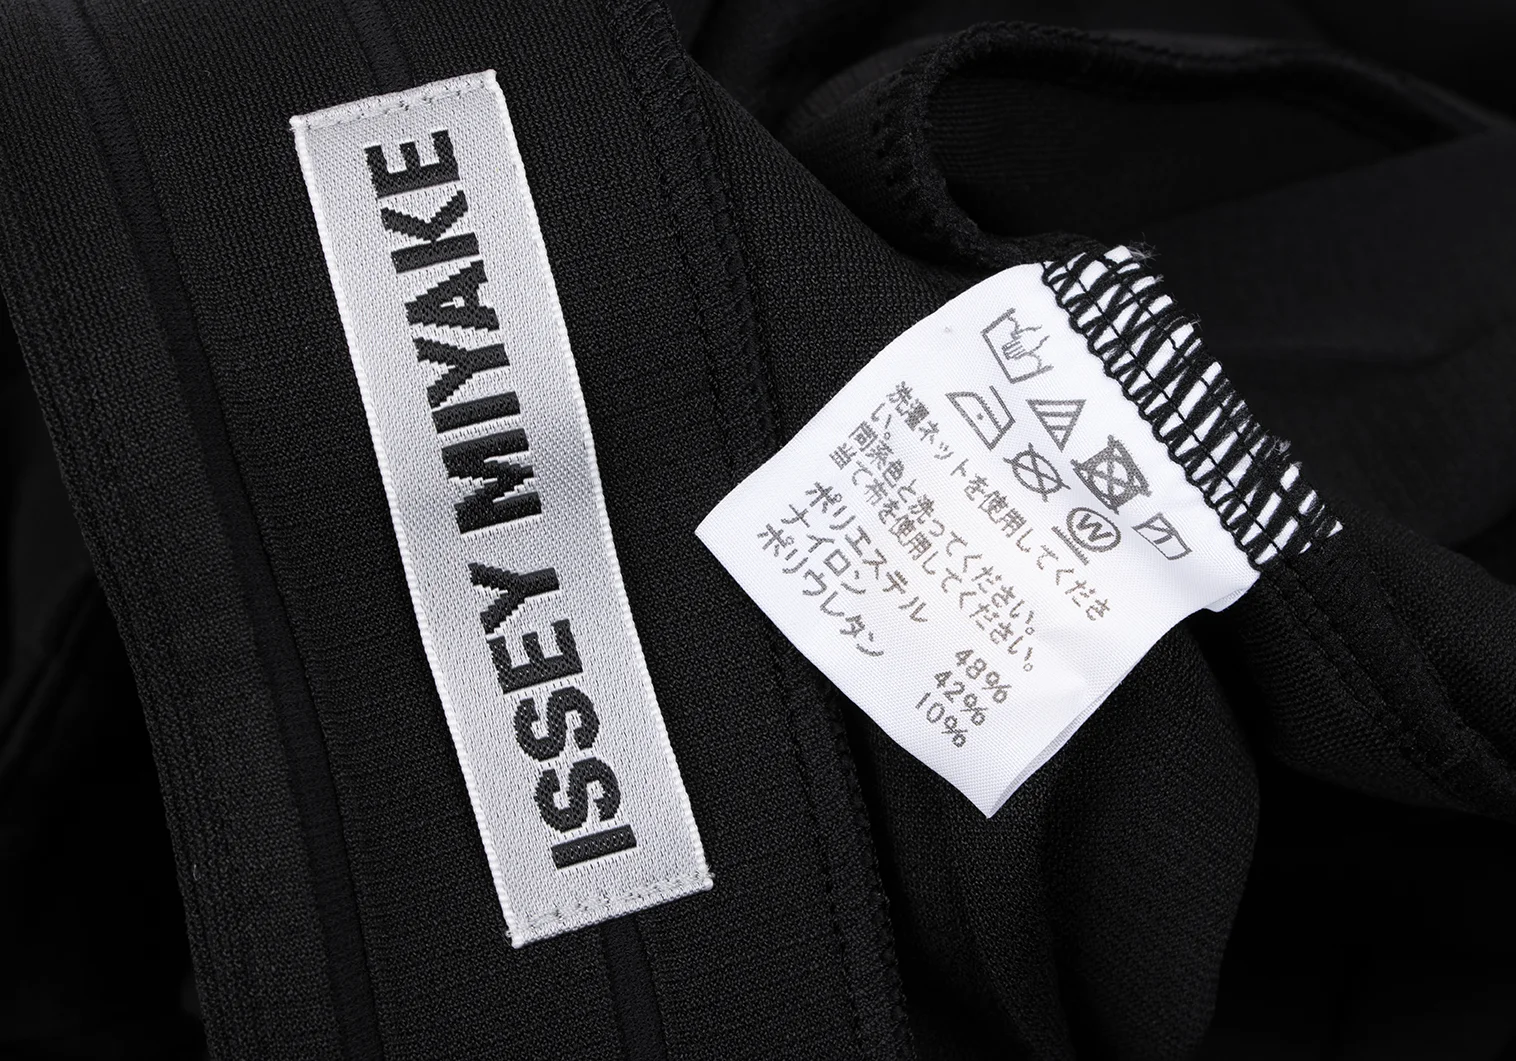 ISSEY MIYAKE
W
洗濯ネットを使用してくださ
い。同系色と洗ってください。
当て布を使用してください。
ポリエステル 48%
ナイロン 42%
ポリウレタン 10%